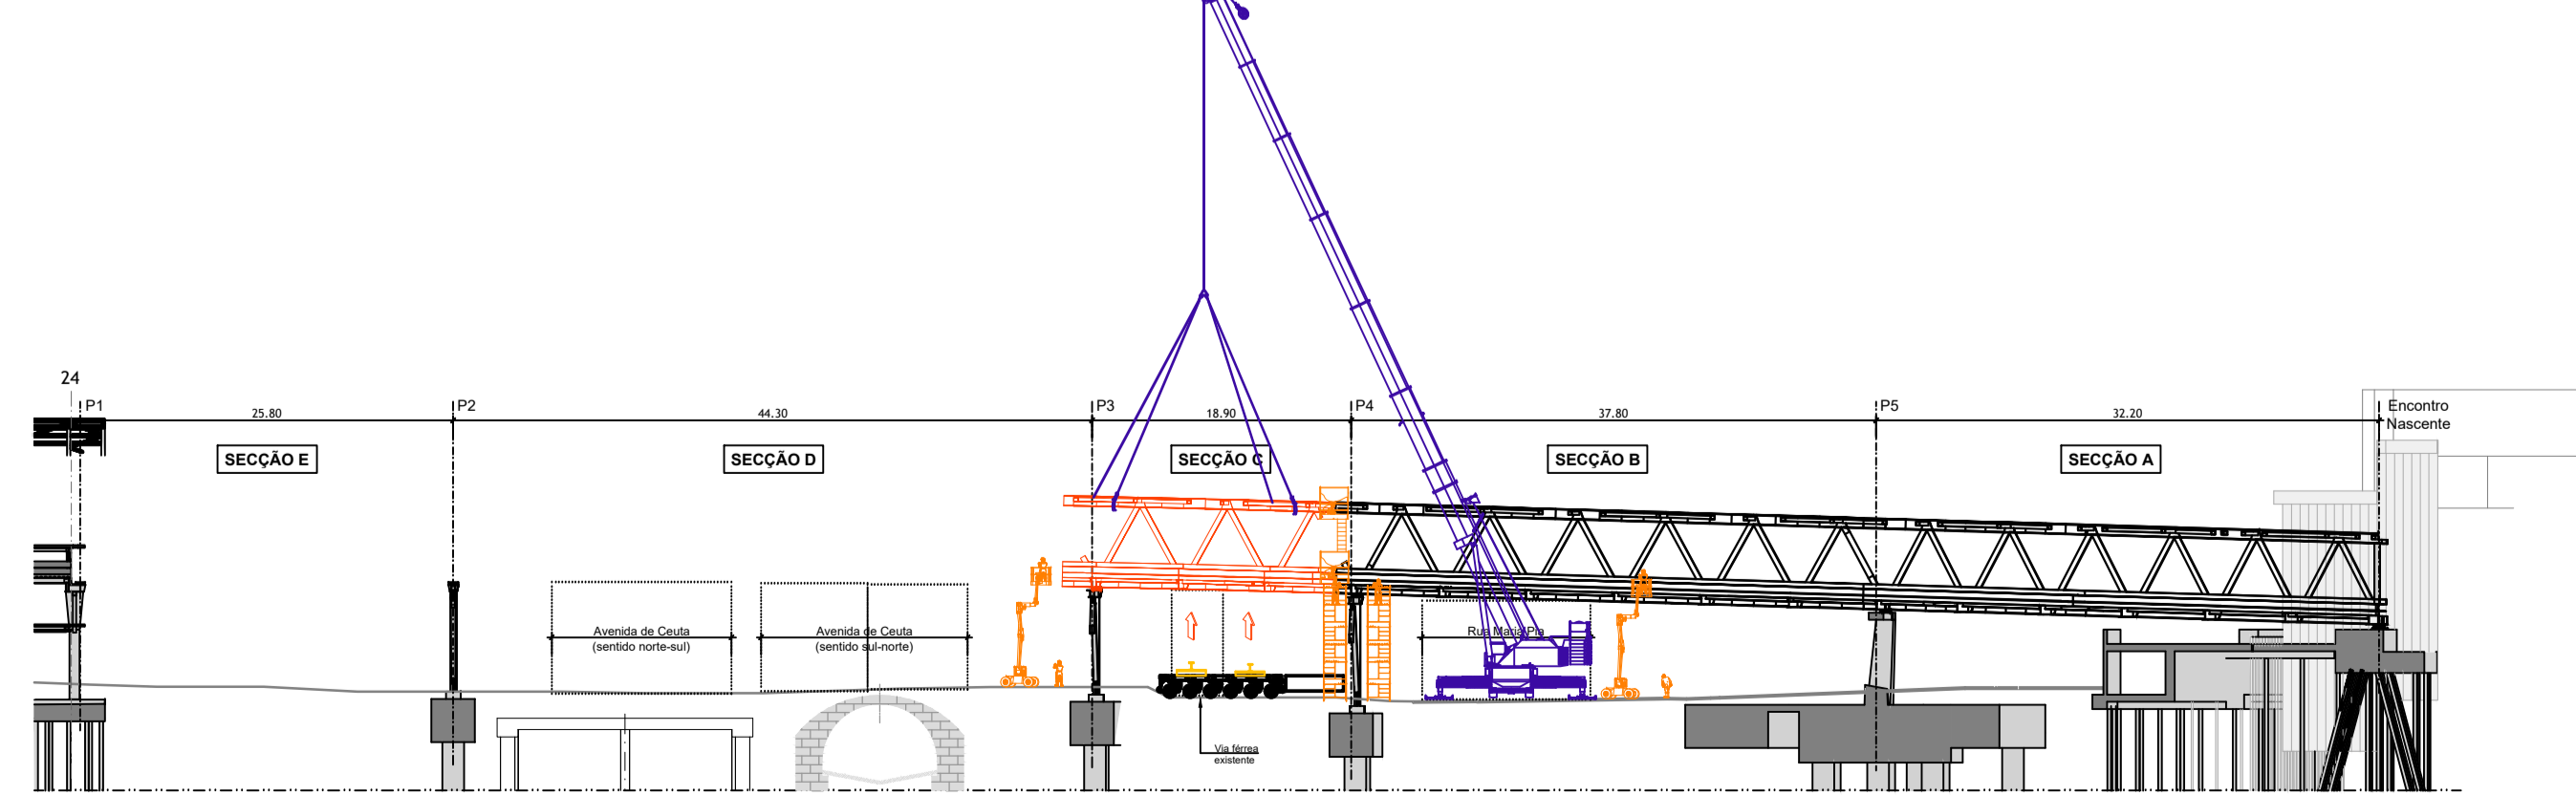 24
P1
P2
P3
P4
P5
Encontro
Nascente
25.80
44.30
18.90
37.80
32.20
SECÇÃO E
SECÇÃO D
SECÇÃO C
SECÇÃO B
SECÇÃO A
Avenida de Ceuta
(sentido norte-sul)
Avenida de Ceuta
(sentido sul-norte)
Rua Maria Pia
Via férrea
existente